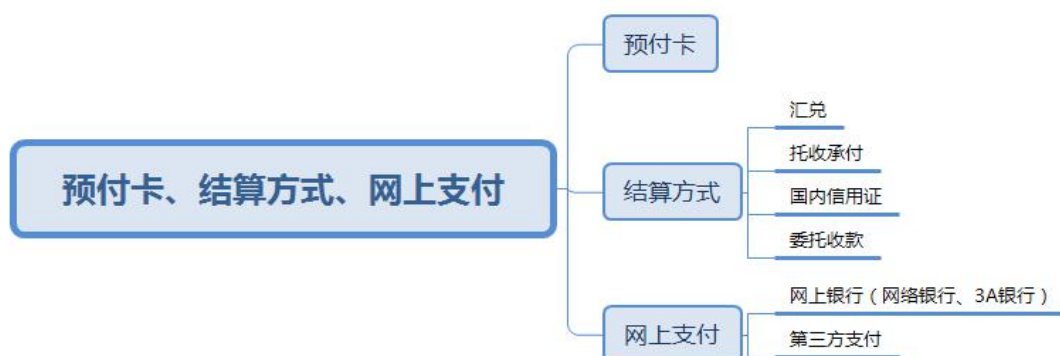 预付卡
汇兑
托收承付
预付卡、结算方式、网上支付
结算方式
国内信用证
委托收款
网上银行（网络银行、3A银行）
网上支付
第三方支付